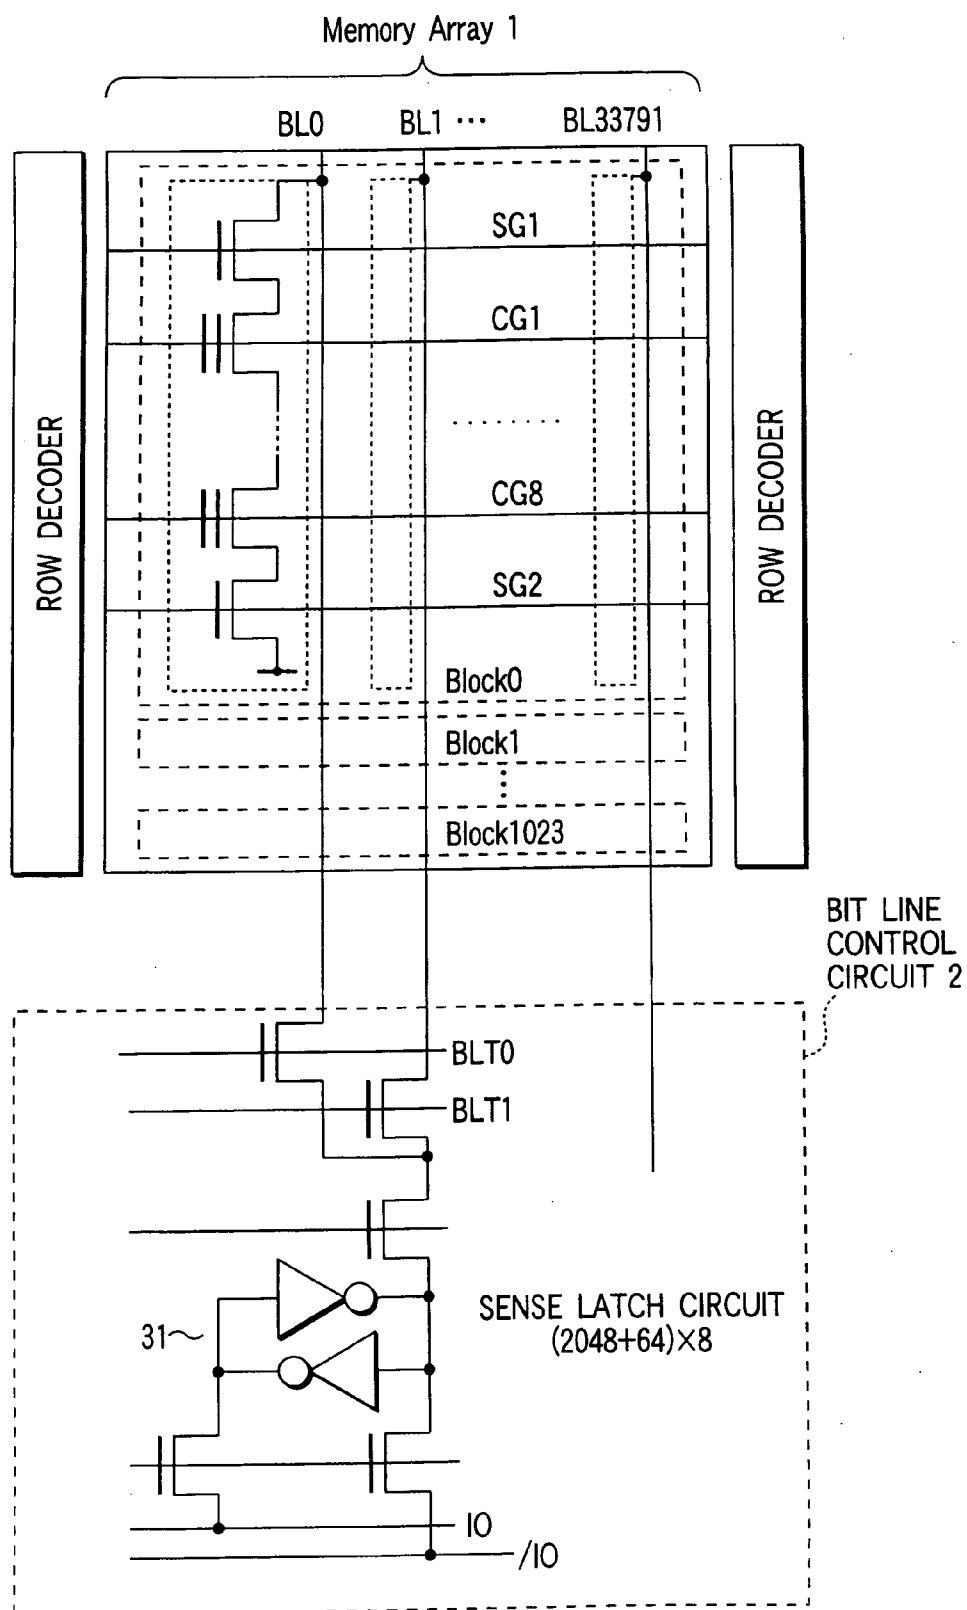 Memory Array 1
BL0 BL1 ··· BL33791
SG1
CG1
ROW DECODER
ROW DECODER
CG8
SG2
Block0
Block1
Block1023
BIT LINE
CONTROL
CIRCUIT 2
BLT0
BLT1
SENSE LATCH CIRCUIT
31 (2048+64)×8
IO
/IO